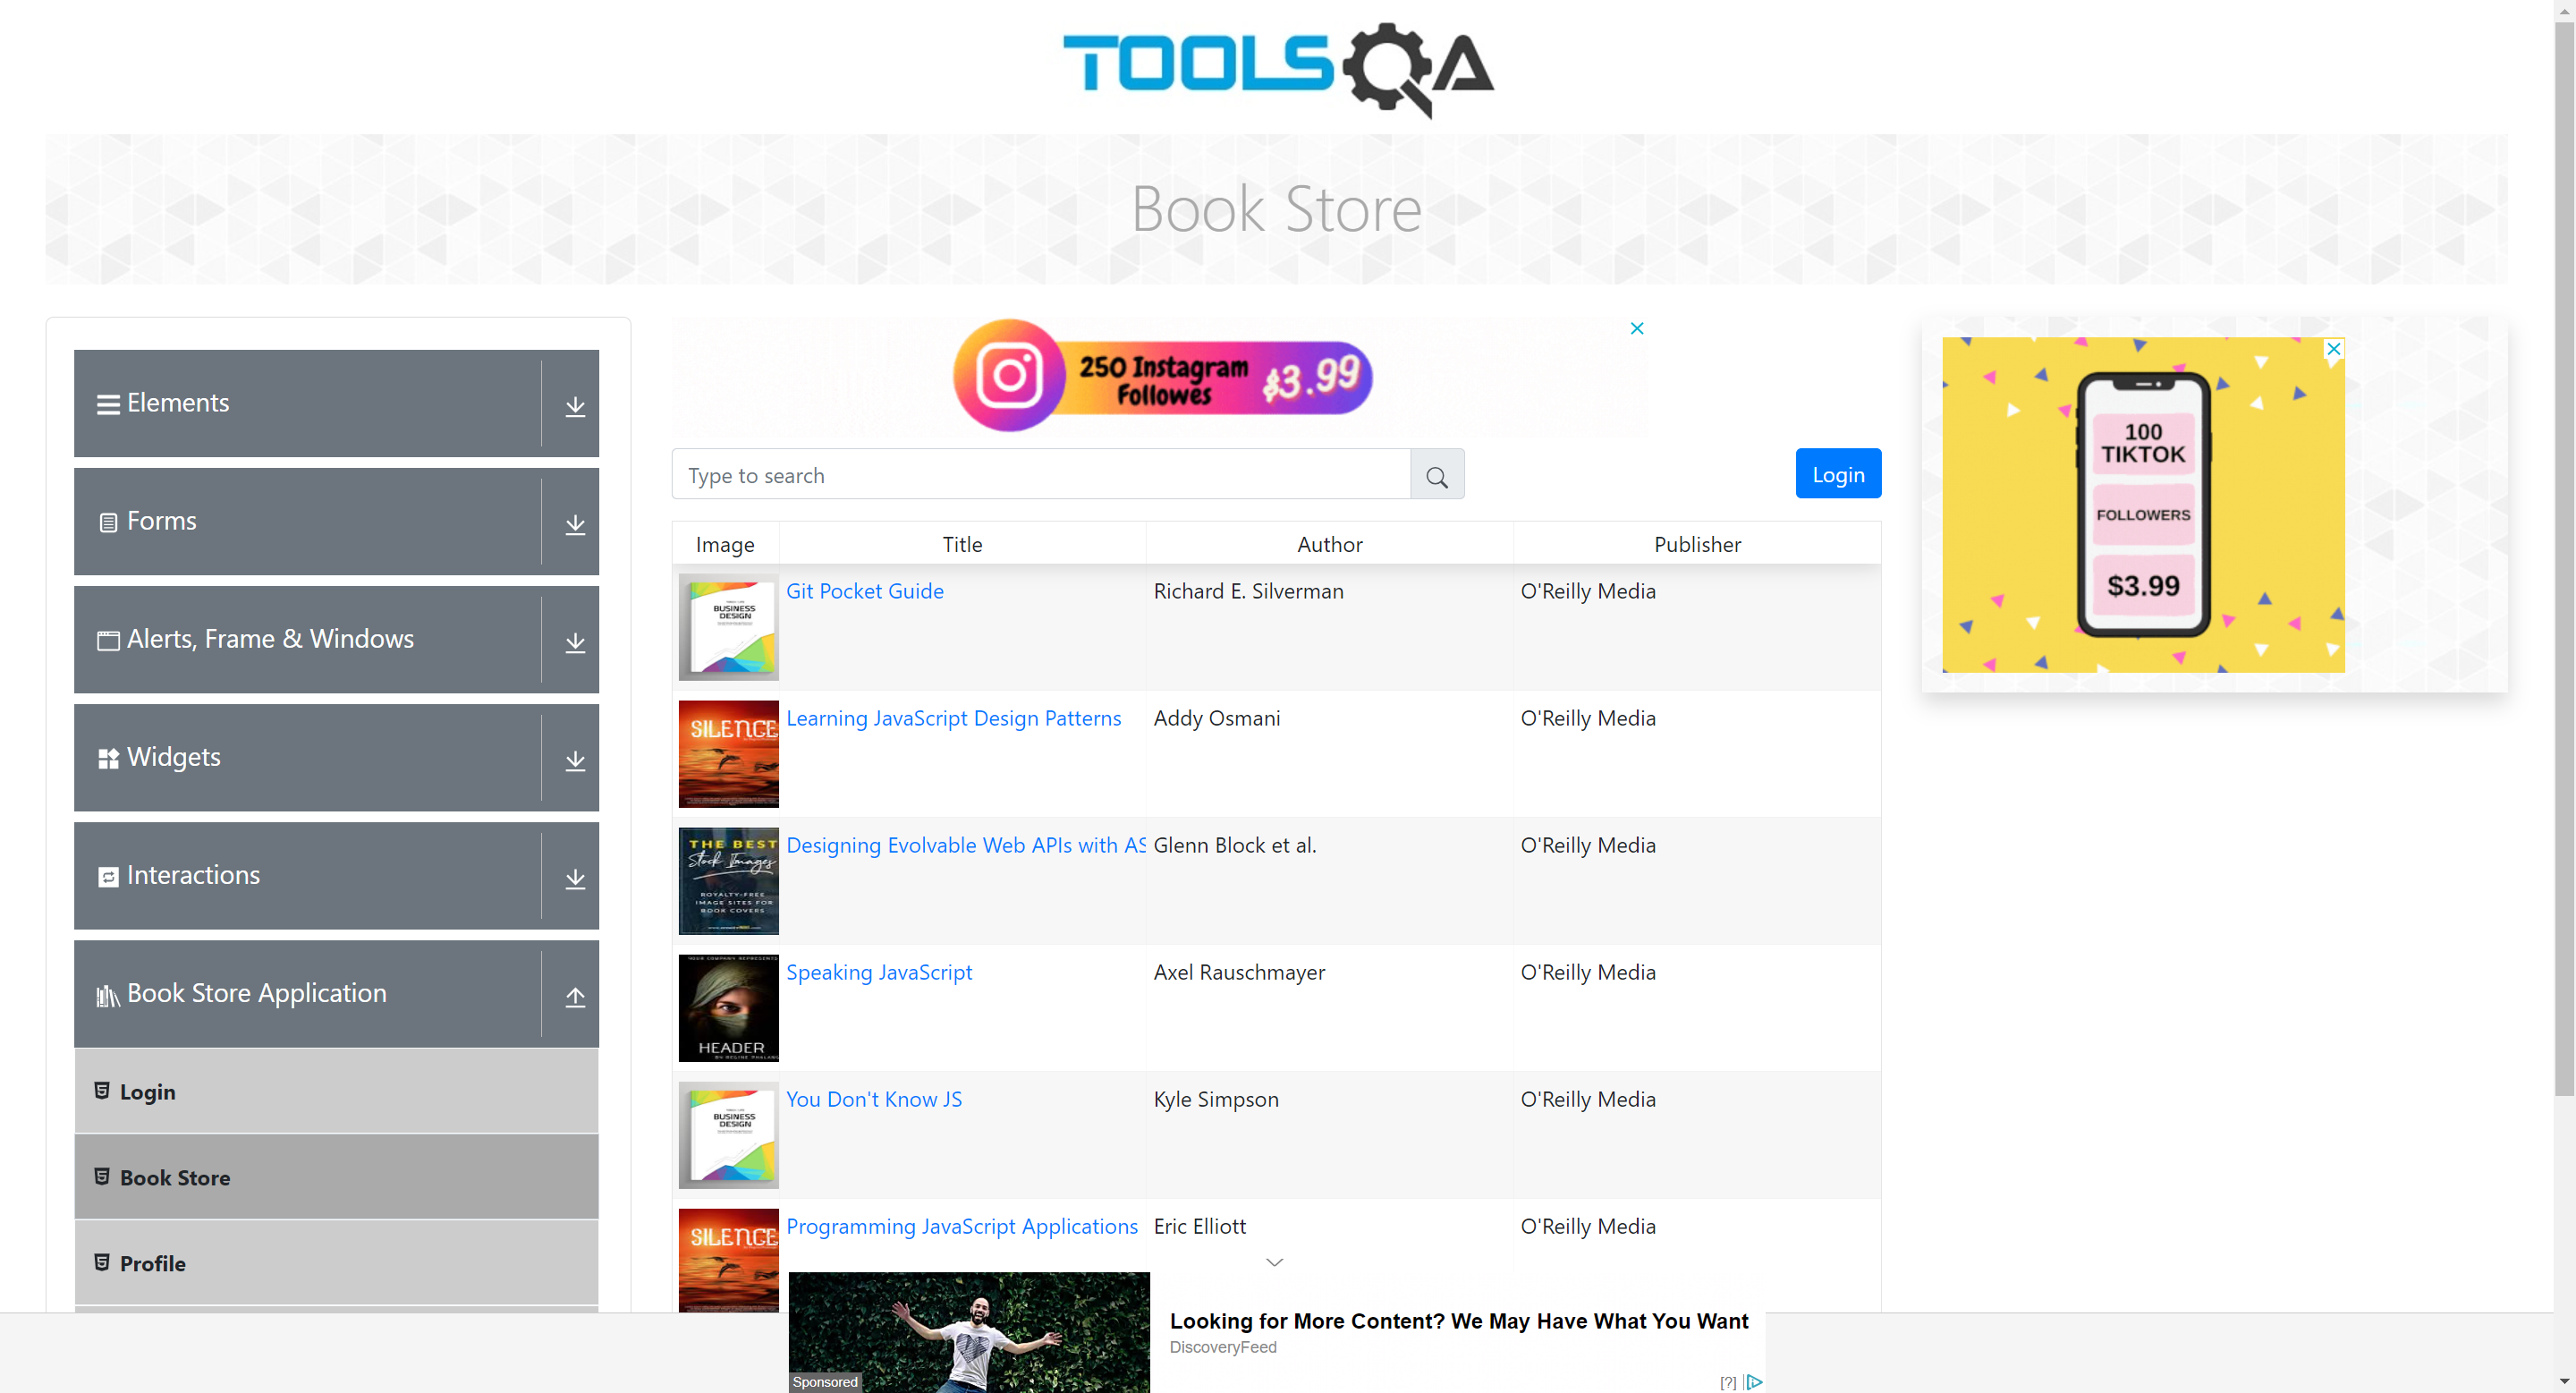 TOOLSQA
Book Store
Elements
Forms
Alerts, Frame & Windows
Widgets
Interactions
Book Store Application
Login
Book Store
Profile
250 Instagram
Followes
$3.99
Type to search
Login
Image Title Author Publisher
BUSINESS
DESIGN
Git Pocket Guide Richard E. Silverman O'Reilly Media
SILENCE
Learning JavaScript Design Patterns Addy Osmani O'Reilly Media
THE BEST
Stock Images
ROYALTY-FREE
IMAGE SITES FOR
BOOK COVERS
Designing Evolvable Web APIs with AS Glenn Block et al. O'Reilly Media
YOUR COMPANY REPRESENTS
HEADER
Speaking JavaScript Axel Rauschmayer O'Reilly Media
BUSINESS
DESIGN
You Don't Know JS Kyle Simpson O'Reilly Media
SILENCE
Programming JavaScript Applications Eric Elliott O'Reilly Media
100
TIKTOK
FOLLOWERS
$3.99
Looking for More Content? We May Have What You Want
DiscoveryFeed
Sponsored
[?]